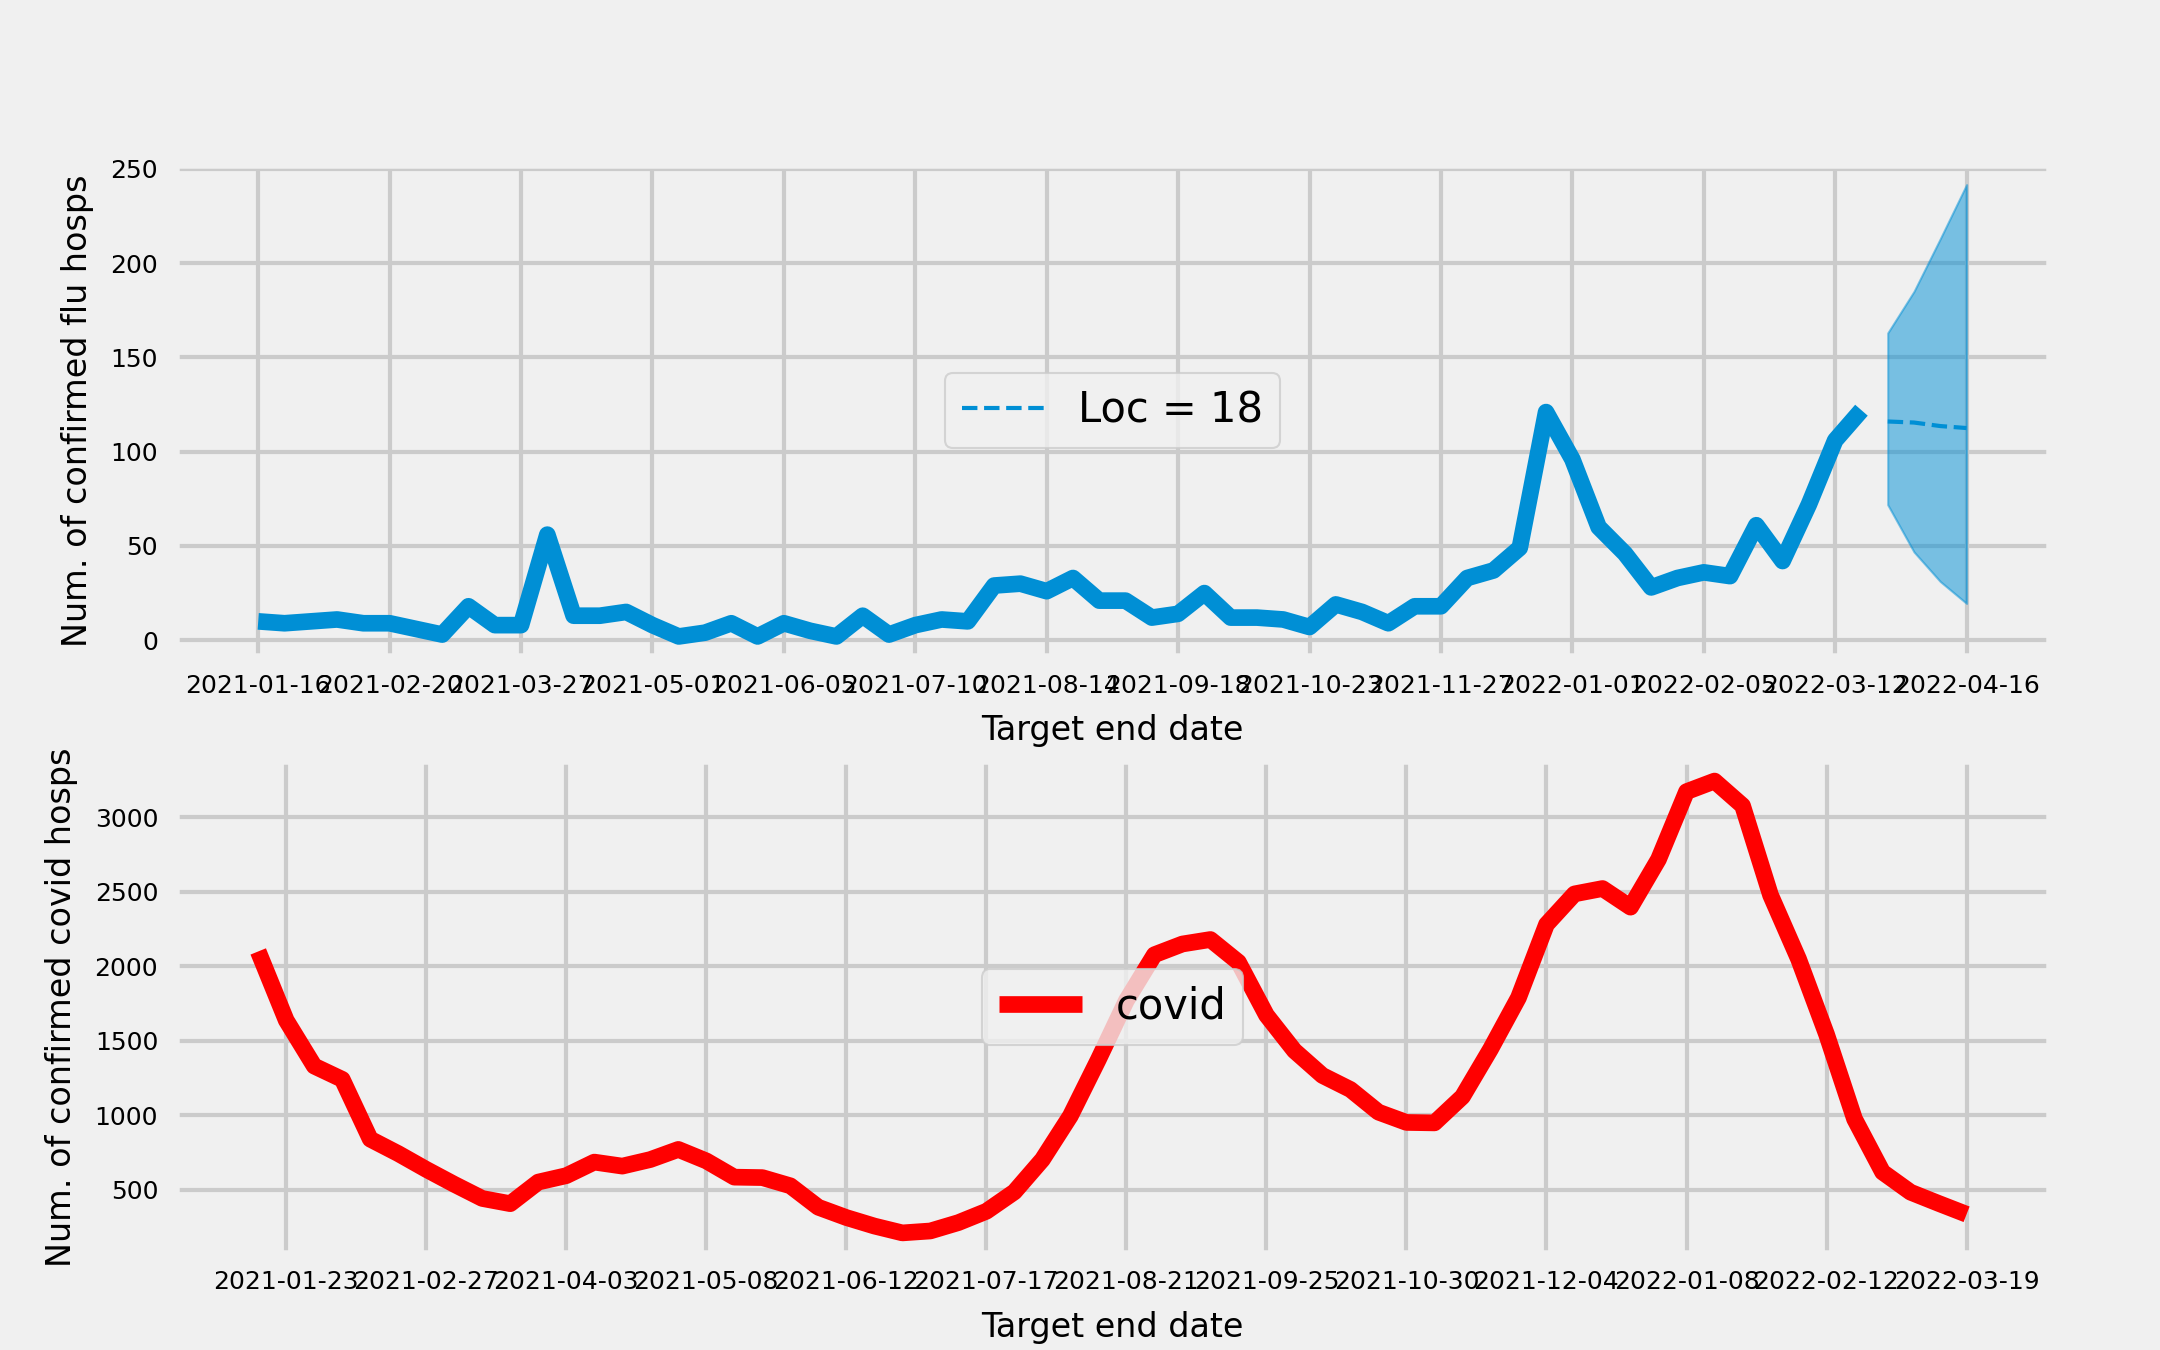 Num. of confirmed flu hosps
250
200
150
100
50
0
Loc = 18
2021-01-16 2021-02-20 2021-03-27 2021-05-01 2021-06-05 2021-07-10 2021-08-14 2021-09-18 2021-10-23 2021-11-27 2022-01-01 2022-02-05 2022-03-12 2022-04-16
Target end date
Num. of confirmed covid hosps
3000
2500
2000
1500
1000
500
covid
2021-01-23 2021-02-27 2021-04-03 2021-05-08 2021-06-12 2021-07-17 2021-08-21 2021-09-25 2021-10-30 2021-12-04 2022-01-08 2022-02-12 2022-03-19
Target end date